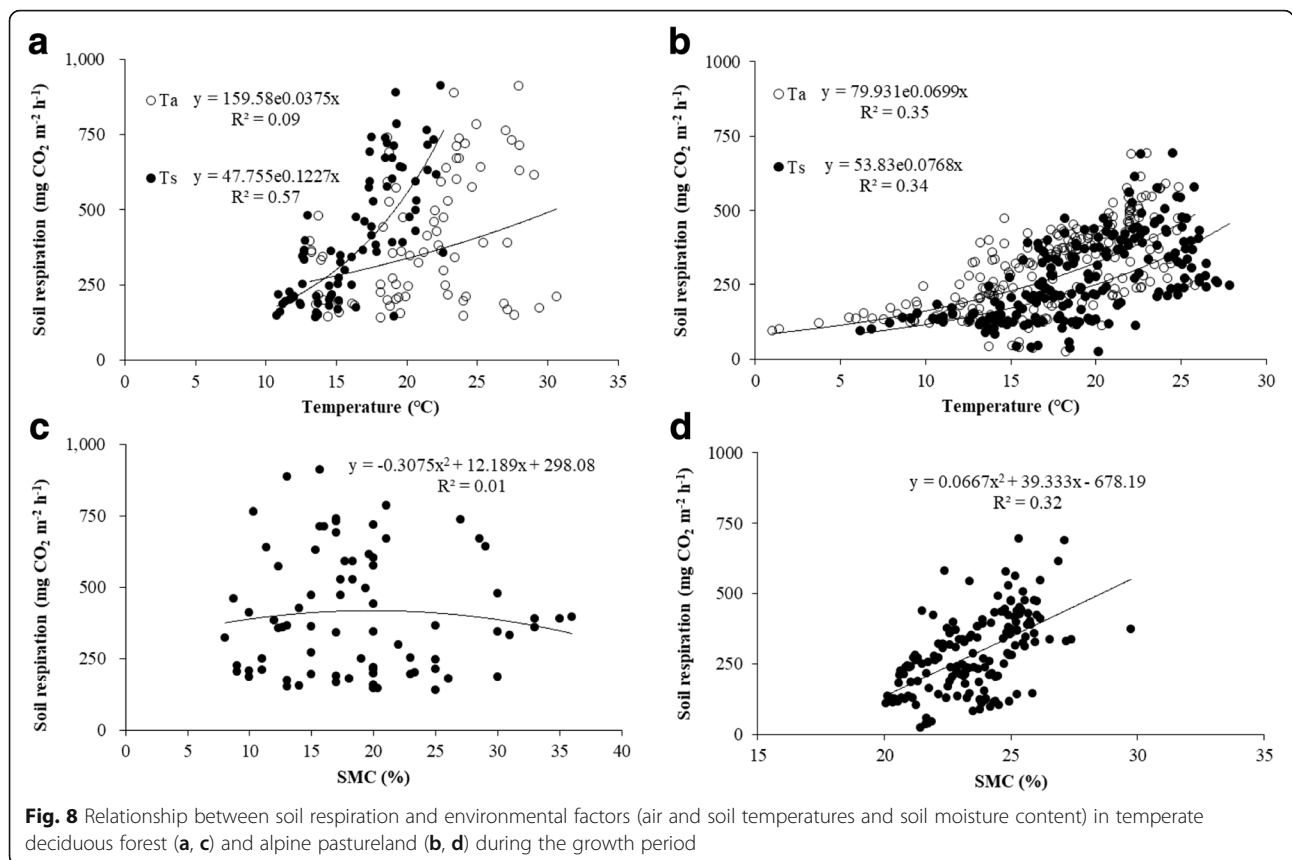 a
1,000
750
500
250
0
Soil respiration (mg CO₂ m⁻² h⁻¹)
Ta y = 159.58e0.0375x
R² = 0.09
Ts y = 47.755e0.1227x
R² = 0.57
0 5 10 15 20 25 30 35
Temperature (°C)
b
1000
750
500
250
0
Soil respiration (mg CO₂ m⁻² h⁻¹)
Ta y = 79.931e0.0699x
R² = 0.35
Ts y = 53.83e0.0768x
R² = 0.34
0 5 10 15 20 25 30
Temperature (°C)
c
1,000
750
500
250
0
Soil respiration (mg CO₂ m⁻² h⁻¹)
y = -0.3075x² + 12.189x + 298.08
R² = 0.01
0 5 10 15 20 25 30 35 40
SMC (%)
d
1000
750
500
250
0
Soil respiration (mg CO₂ m⁻² h⁻¹)
y = 0.0667x² + 39.333x - 678.19
R² = 0.32
15 20 25 30 35
SMC (%)
Fig. 8 Relationship between soil respiration and environmental factors (air and soil temperatures and soil moisture content) in temperate
deciduous forest (a, c) and alpine pastureland (b, d) during the growth period